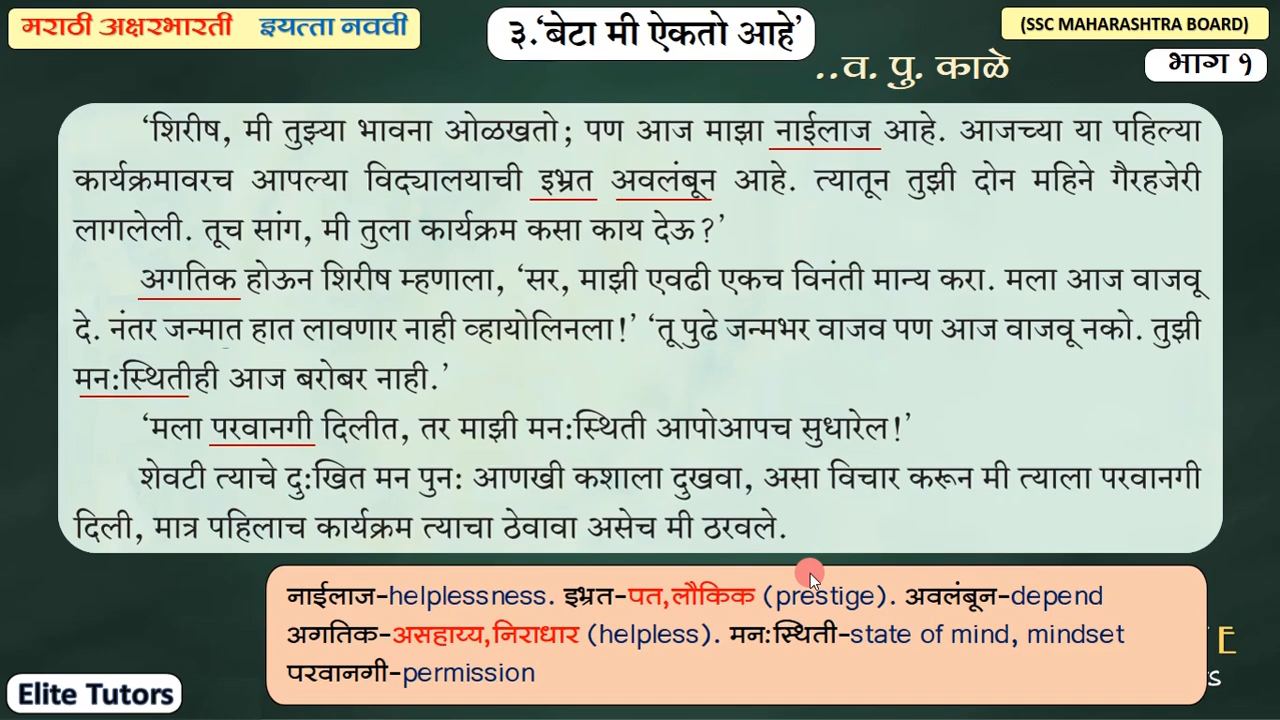 मराठी अक्षरभारती इयत्ता नववी
३.‘बेटा मी ऐकतो आहे’
(SSC MAHARASHTRA BOARD)
..व. पु. काळे
भाग १
‘शिरीष, मी तुझ्या भावना ओळखतो; पण आज माझा नाईलाज आहे. आजच्या या पहिल्या
कार्यक्रमावरच आपल्या विद्यालयाची इभ्रत अवलंबून आहे. त्यातून तुझी दोन महिने गैरहजेरी
लागलेली. तूच सांग, मी तुला कार्यक्रम कसा काय देऊ?’
अगतिक होऊन शिरीष म्हणाला, ‘सर, माझी एवढी एकच विनंती मान्य करा. मला आज वाजवू
दे. नंतर जन्मात हात लावणार नाही व्हायोलिनला!’ ‘तू पुढे जन्मभर वाजव पण आज वाजवू नको. तुझी
मन:स्थितीही आज बरोबर नाही.’
‘मला परवानगी दिलीत, तर माझी मन:स्थिती आपोआपच सुधारेल!’
शेवटी त्याचे दु:खित मन पुन: आणखी कशाला दुखवा, असा विचार करून मी त्याला परवानगी
दिली, मात्र पहिलाच कार्यक्रम त्याचा ठेवावा असेच मी ठरवले.
नाईलाज-helplessness. इभ्रत-पत,लौकिक (prestige). अवलंबून-depend
अगतिक-असहाय्य,निराधार (helpless). मन:स्थिती-state of mind, mindset
परवानगी-permission
Elite Tutors